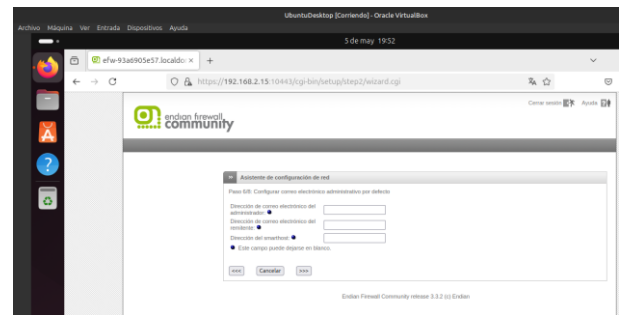 UbuntuDesktop [Corriendo] - Oracle VirtualBox
Archivo Máquina Ver Entrada Dispositivos Ayuda
5 de may 19:52
efw-93a6905e57.localdor
https://192.168.2.15:10443/cgi-bin/setup/step2/wizard.cgi
Cerrar sesión Ayuda
endian firewall
community
Asistente de configuración de red
Paso 6/8: Configurar correo electrónico administrativo por defecto
Dirección de correo electrónico del
administrador:
Dirección de correo electrónico del
remitente:
Dirección del smarthost:
Este campo puede dejarse en blanco.
<<< Cancelar >>>
Endian Firewall Community release 3.3.2 (c) Endian